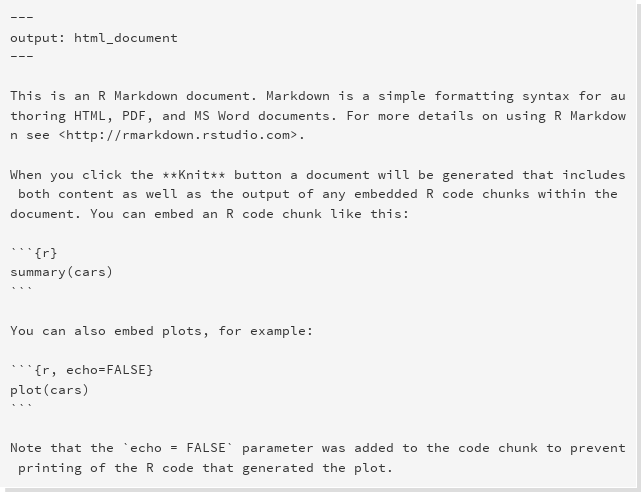 ---
output: html_document
---
This is an R Markdown document. Markdown is a simple formatting syntax for au
thoring HTML, PDF, and MS Word documents. For more details on using R Markdow
n see <http://rmarkdown.rstudio.com>.
When you click the **Knit** button a document will be generated that includes
 both content as well as the output of any embedded R code chunks within the
document. You can embed an R code chunk like this:
```{r}
summary(cars)
```
You can also embed plots, for example:
```{r, echo=FALSE}
plot(cars)
```
Note that the `echo = FALSE` parameter was added to the code chunk to prevent
 printing of the R code that generated the plot.